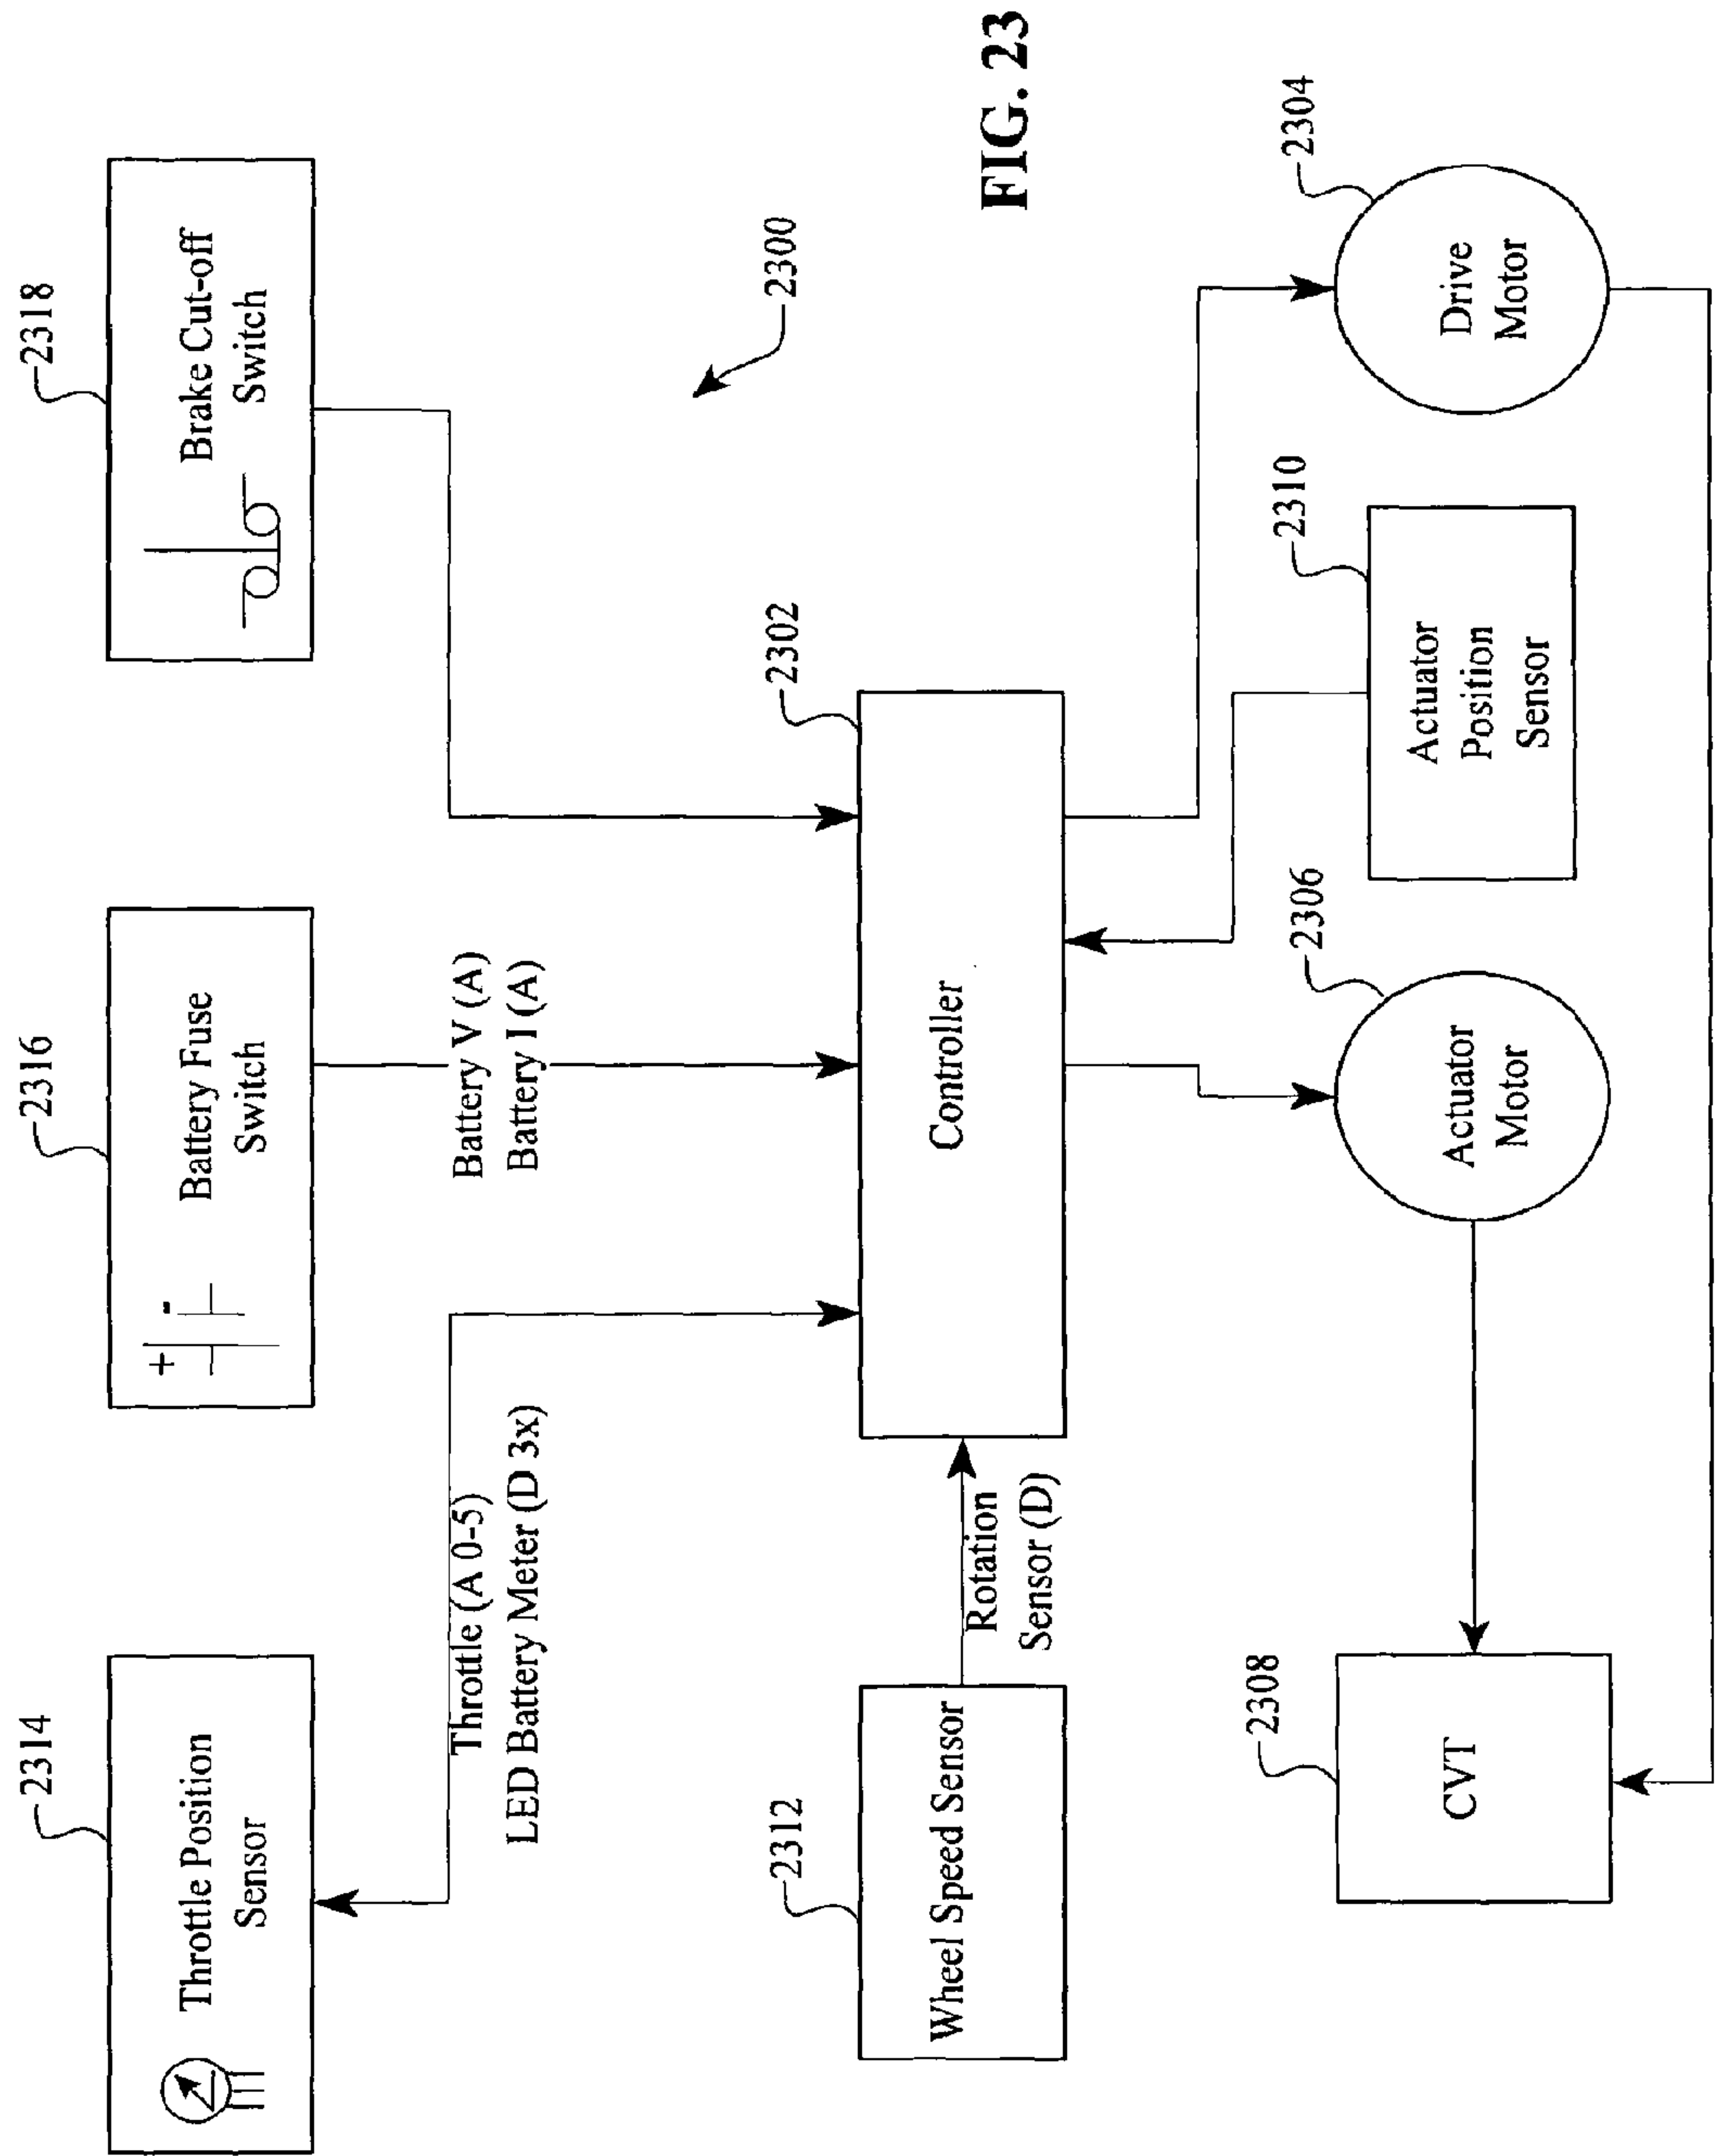 2314
Throttle Position
Sensor
2316
+
-
Battery Fuse
Switch
2318
Brake Cut-off
Switch
Throttle (A 0-5)
LED Battery Meter (D 3x)
Battery V (A)
Battery I (A)
2300
2312
Wheel Speed Sensor
Rotation
Sensor (D)
2302
Controller
FIG. 23
2308
CVT
2306
Actuator
Motor
2310
Actuator
Position
Sensor
2304
Drive
Motor